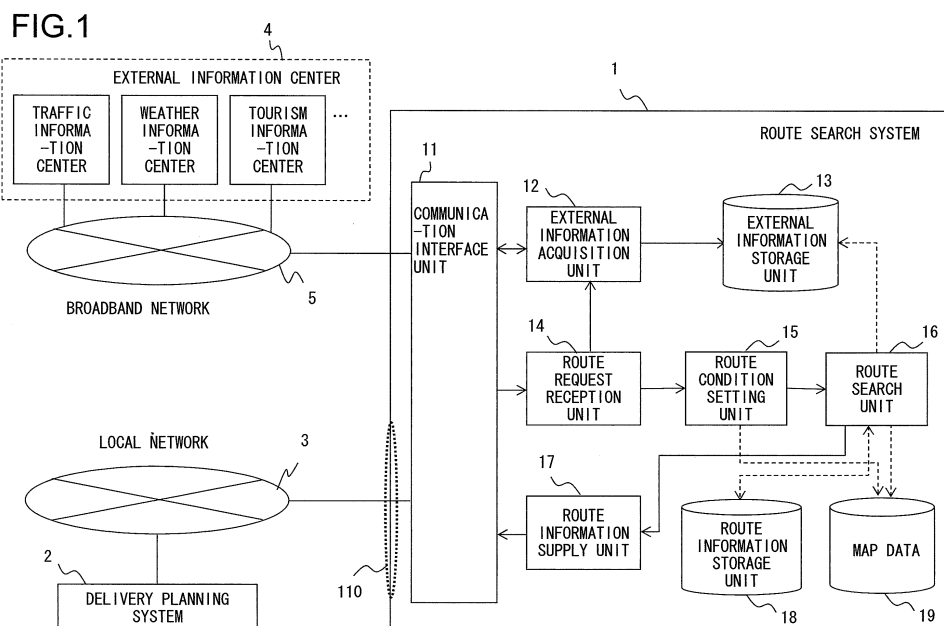 FIG.1
4
EXTERNAL INFORMATION CENTER
TRAFFIC
INFORMA
-TION
CENTER
WEATHER
INFORMA
-TION
CENTER
TOURISM
INFORMA
-TION
CENTER
...
5
BROADBAND NETWORK
1
ROUTE SEARCH SYSTEM
11
COMMUNICA
-TION
INTERFACE
UNIT
12
EXTERNAL
INFORMATION
ACQUISITION
UNIT
13
EXTERNAL
INFORMATION
STORAGE
UNIT
14
ROUTE
REQUEST
RECEPTION
UNIT
15
ROUTE
CONDITION
SETTING
UNIT
16
ROUTE
SEARCH
UNIT
LOCAL NETWORK
3
17
ROUTE
INFORMATION
SUPPLY UNIT
ROUTE
INFORMATION
STORAGE
UNIT
18
MAP DATA
19
2
DELIVERY PLANNING
SYSTEM
110